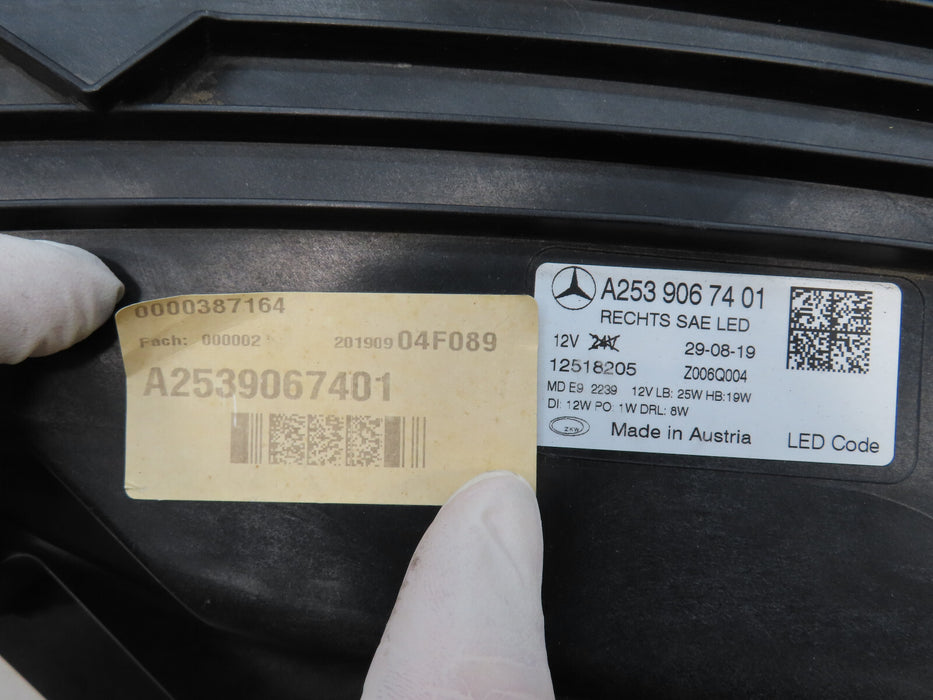 0000387164
Fach: 000002
201909 04F089
A2539067401
A253 906 74 01
RECHTS SAE LED
12V 24V
29-08-19
12518205
Z006Q004
MD E9 2239 12V LB: 25W HB:19W
DI: 12W PO: 1W DRL: 8W
ZKW
Made in Austria
LED Code